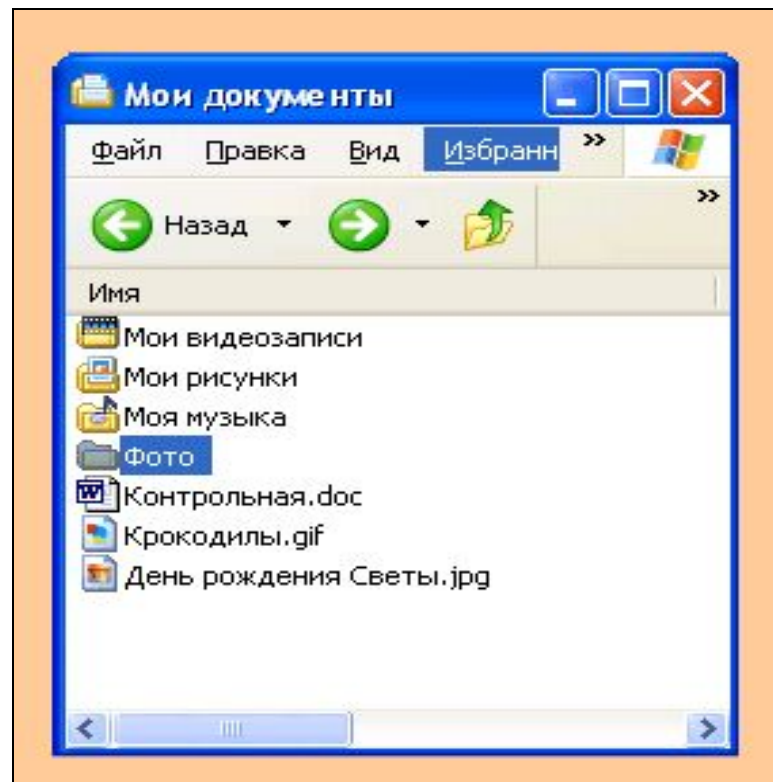 Мои документы
Файл Правка Вид Избранн »
Назад »
Имя
Мои видеозаписи
Мои рисунки
Моя музыка
Фото
Контрольная.doc
Крокодилы.gif
День рождения Светы.jpg